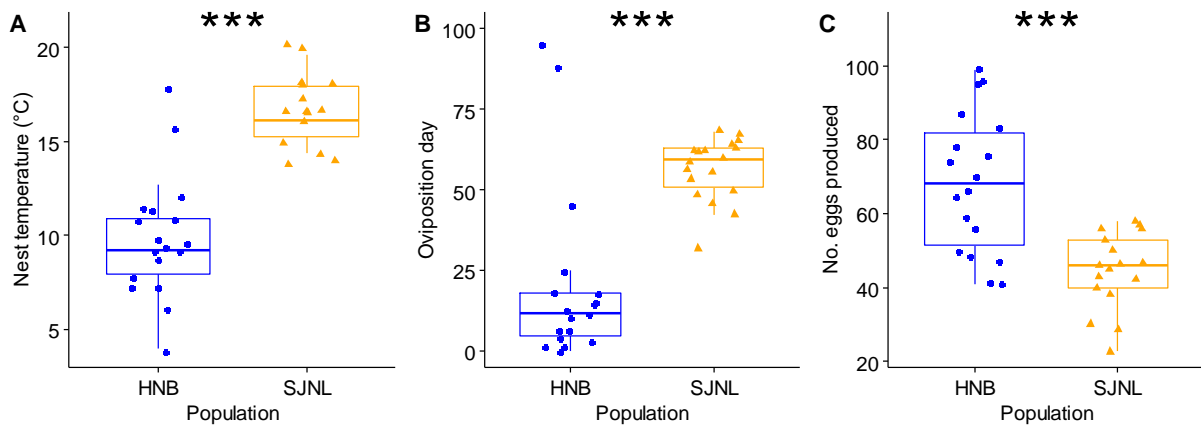 A
***
Nest temperature (°C)
20
15
10
5
HNB
SJNL
Population
B
***
Oviposition day
100
75
50
25
0
HNB
SJNL
Population
C
***
No. eggs produced
100
80
60
40
20
HNB
SJNL
Population